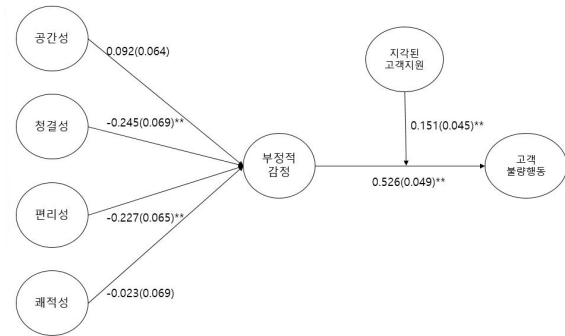 공간성
0.092(0.064)
지각된
고객지원
청결성
-0.245(0.069)**
0.151(0.045)**
부정적
감정
고객
불량행동
0.526(0.049)**
편리성
-0.227(0.065)**
쾌적성
-0.023(0.069)